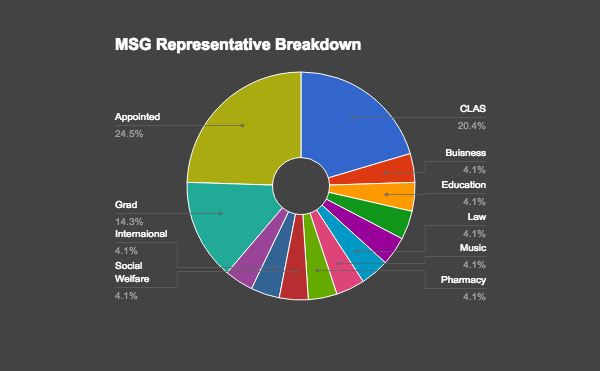 MSG Representative Breakdown
Appointed
24.5%
Grad
14.3%
Internaional
4.1%
Social
Welfare
4.1%
CLAS
20.4%
Buisness
4.1%
Education
4.1%
Law
4.1%
Music
4.1%
Pharmacy
4.1%